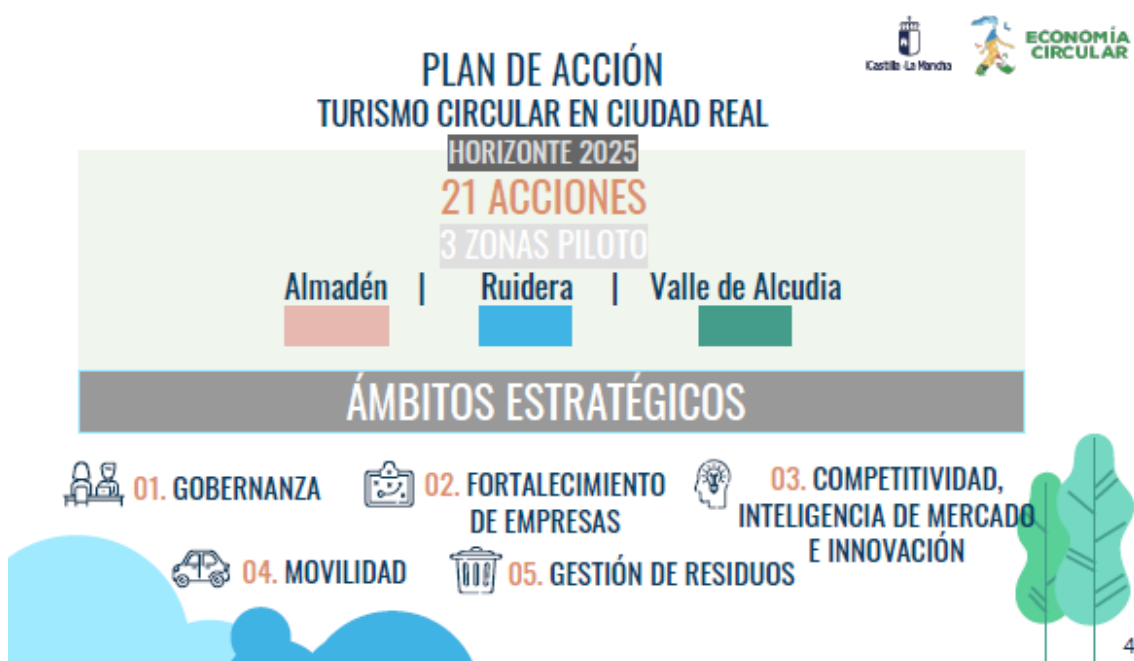 Castilla-La Mancha
ECONOMÍA
CIRCULAR
PLAN DE ACCIÓN
TURISMO CIRCULAR EN CIUDAD REAL
HORIZONTE 2025
21 ACCIONES
3 ZONAS PILOTO
Almadén | Ruidera | Valle de Alcudia
ÁMBITOS ESTRATÉGICOS
01. GOBERNANZA
02. FORTALECIMIENTO
DE EMPRESAS
03. COMPETITIVIDAD,
INTELIGENCIA DE MERCADO
E INNOVACIÓN
04. MOVILIDAD
05. GESTIÓN DE RESIDUOS
4